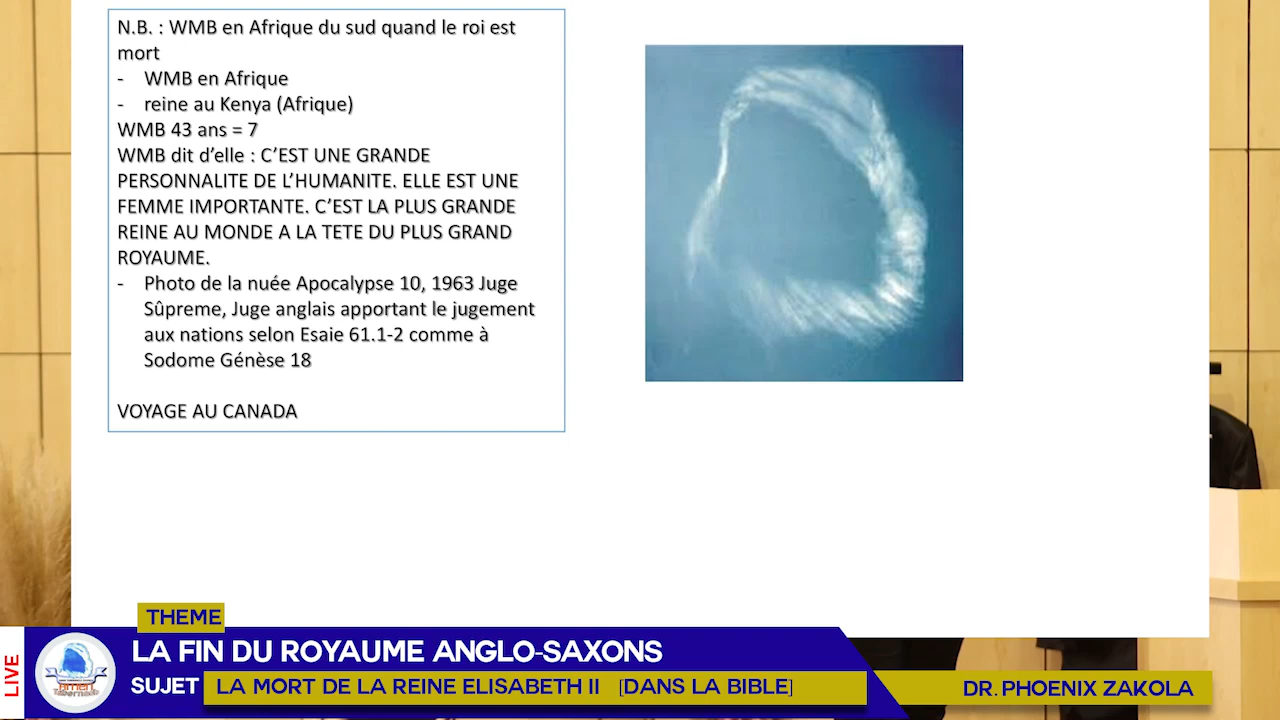 N.B. : WMB en Afrique du sud quand le roi est
mort
- WMB en Afrique
- reine au Kenya (Afrique)
WMB 43 ans = 7
WMB dit d’elle : C’EST UNE GRANDE
PERSONNALITE DE L’HUMANITE. ELLE EST UNE
FEMME IMPORTANTE. C’EST LA PLUS GRANDE
REINE AU MONDE A LA TETE DU PLUS GRAND
ROYAUME.
- Photo de la nuée Apocalypse 10, 1963 Juge
Sûpreme, Juge anglais apportant le jugement
aux nations selon Esaie 61.1-2 comme à
Sodome Génèse 18
VOYAGE AU CANADA
THEME
LA FIN DU ROYAUME ANGLO-SAXONS
SUJET LA MORT DE LA REINE ELISABETH II [DANS LA BIBLE]
DR. PHOENIX ZAKOLA
LIVE